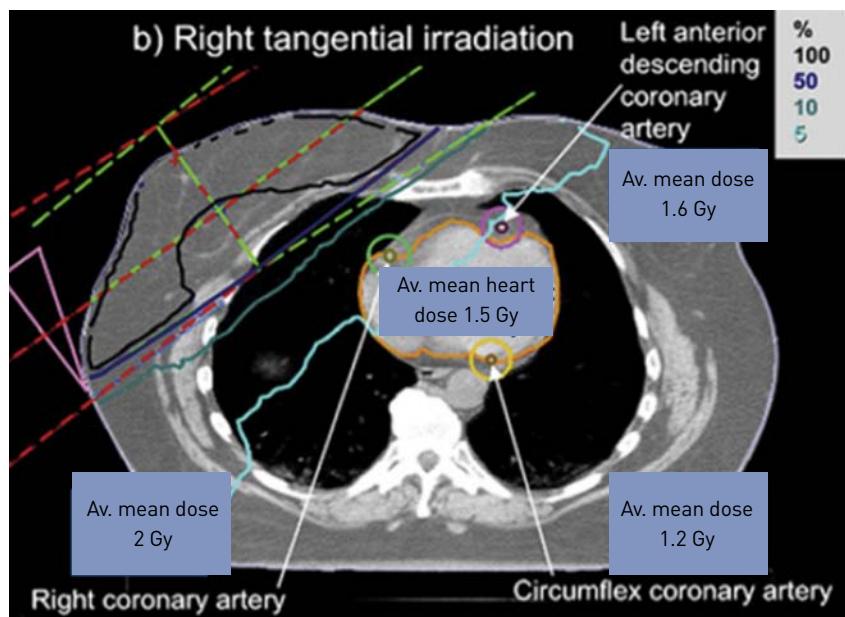 b) Right tangential irradiation
Left anterior
descending
coronary
artery
%
100
50
10
5
Av. mean dose
1.6 Gy
Av. mean heart
dose 1.5 Gy
Av. mean dose
2 Gy
Av. mean dose
1.2 Gy
Right coronary artery
Circumflex coronary artery